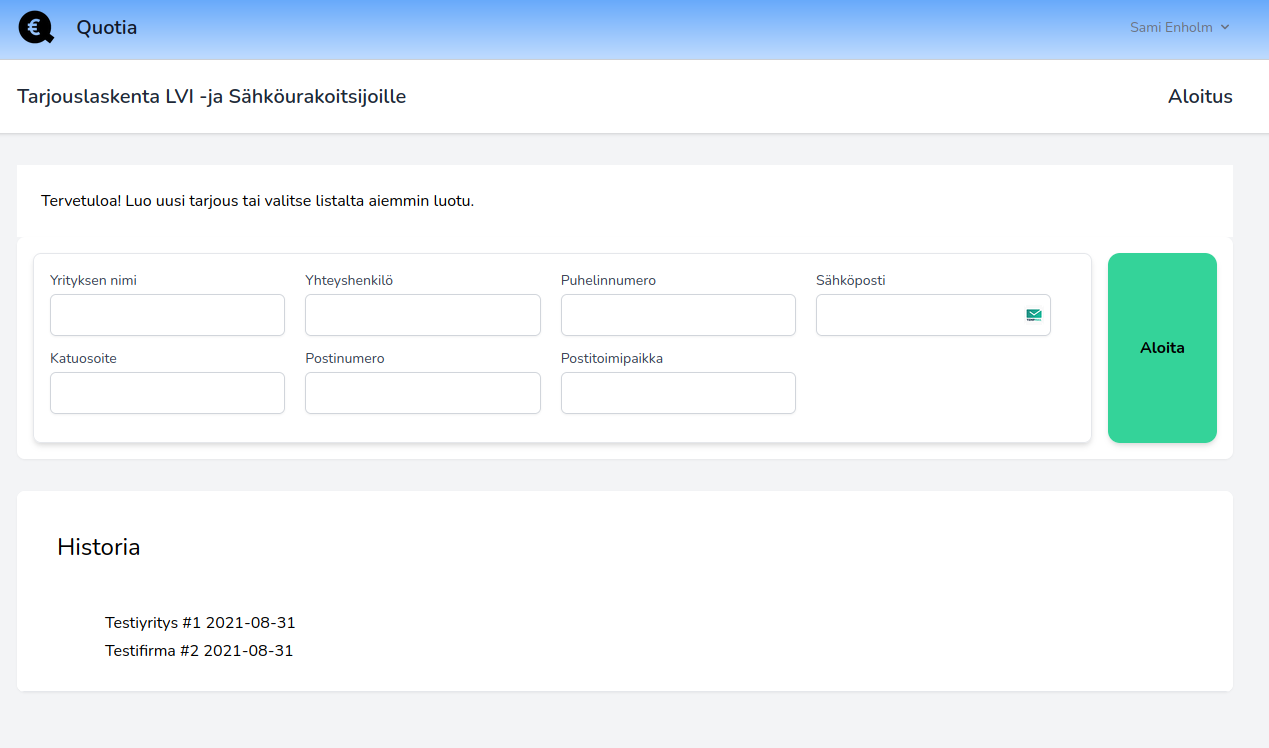 Quotia
Sami Enholm
Tarjouslaskenta LVI -ja Sähköurakoitsijoille
Aloitus
Tervetuloa! Luo uusi tarjous tai valitse listalta aiemmin luotu.
Yrityksen nimi
Yhteyshenkilö
Puhelinnumero
Sähköposti
Katuosoite
Postinumero
Postitoimipaikka
Aloita
Historia
Testiyritys #1 2021-08-31
Testifirma #2 2021-08-31